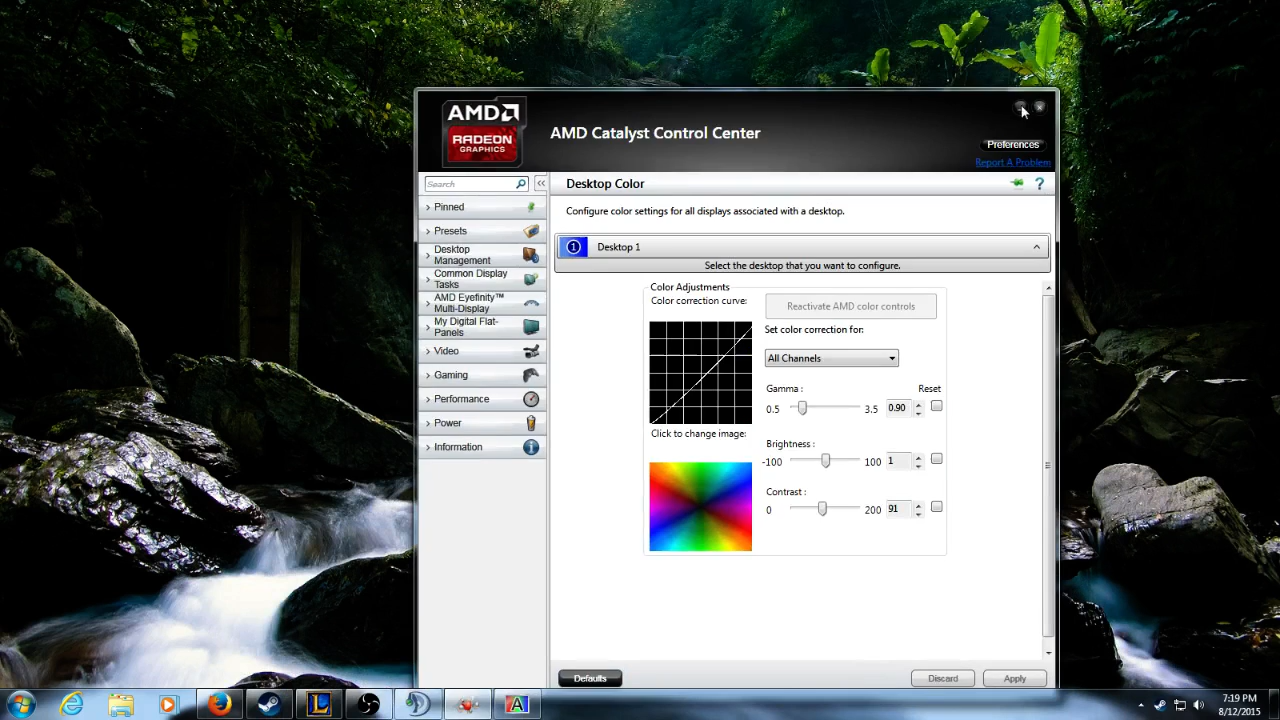 AMD
RADEON
GRAPHICS
AMD Catalyst Control Center
Preferences
Report A Problem
Search
Pinned
Presets
Desktop
Management
Common Display
Tasks
AMD Eyefinity™
Multi-Display
My Digital Flat-
Panels
Video
Gaming
Performance
Power
Information
Desktop Color
Configure color settings for all displays associated with a desktop.
1 Desktop 1
Select the desktop that you want to configure.
Color Adjustments
Color correction curve:
Reactivate AMD color controls
Set color correction for:
All Channels
Gamma : Reset
0.5 3.5 0.90
Click to change image:
Brightness :
-100 100 1
Contrast :
0 200 91
Defaults Discard Apply
7:19 PM
8/12/2015